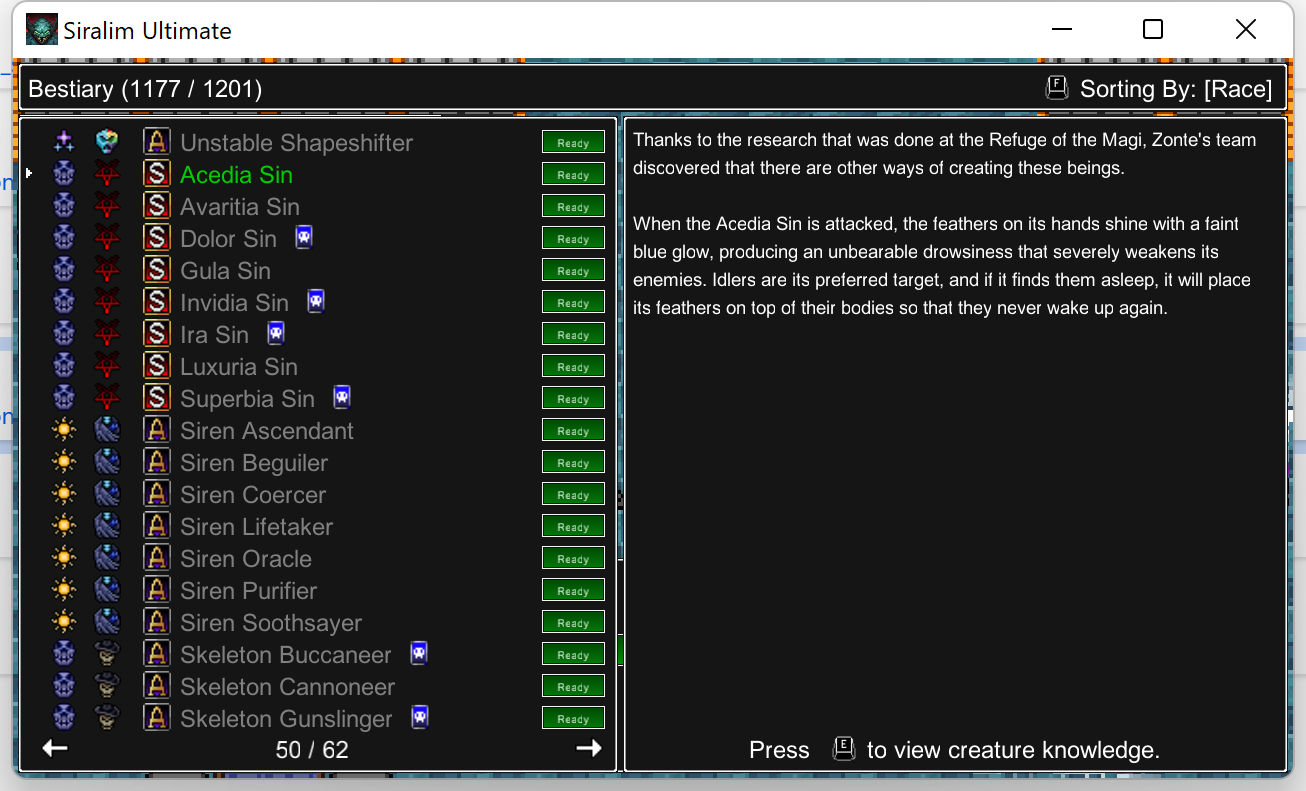 Siralim Ultimate
Bestiary (1177 / 1201)
F Sorting By: [Race]
A Unstable Shapeshifter Ready
S Acedia Sin Ready
S Avaritia Sin Ready
S Dolor Sin Ready
S Gula Sin Ready
S Invidia Sin Ready
S Ira Sin Ready
S Luxuria Sin Ready
S Superbia Sin Ready
A Siren Ascendant Ready
A Siren Beguiler Ready
A Siren Coercer Ready
A Siren Lifetaker Ready
A Siren Oracle Ready
A Siren Purifier Ready
A Siren Soothsayer Ready
A Skeleton Buccaneer Ready
A Skeleton Cannoneer Ready
A Skeleton Gunslinger Ready
50 / 62
Thanks to the research that was done at the Refuge of the Magi, Zonte's team
discovered that there are other ways of creating these beings.
When the Acedia Sin is attacked, the feathers on its hands shine with a faint
blue glow, producing an unbearable drowsiness that severely weakens its
enemies. Idlers are its preferred target, and if it finds them asleep, it will place
its feathers on top of their bodies so that they never wake up again.
Press E to view creature knowledge.